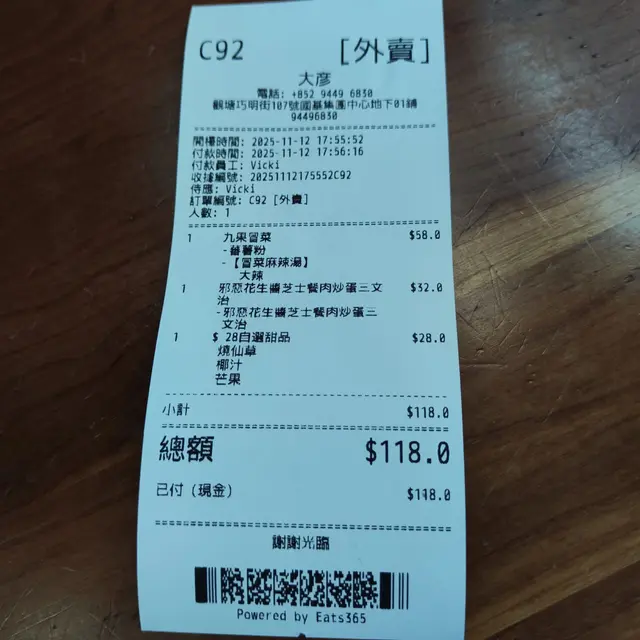 C92 [外賣]
大彦
電話: +852 9449 6830
觀塘巧明街107號國基集團中心地下01鋪
94496830
開檯時間: 2025-11-12 17:55:52
付款時間: 2025-11-12 17:56:16
付款員工: Vicki
收據編號: 20251112175552C92
侍應: Vicki
訂單編號: C92 [外賣]
人數: 1
1 九果冒菜 $58.0
-蕃薯粉
-【冒菜麻辣湯】
大辣
1 邪惡花生醬芝士餐肉炒蛋三文 $32.0
治
-邪惡花生醬芝士餐肉炒蛋三
文治
1 $ 28自選甜品 $28.0
燒仙草
椰汁
芒果
小計 $118.0
總額 $118.0
已付 (現金) $118.0
謝謝光臨
Powered by Eats365